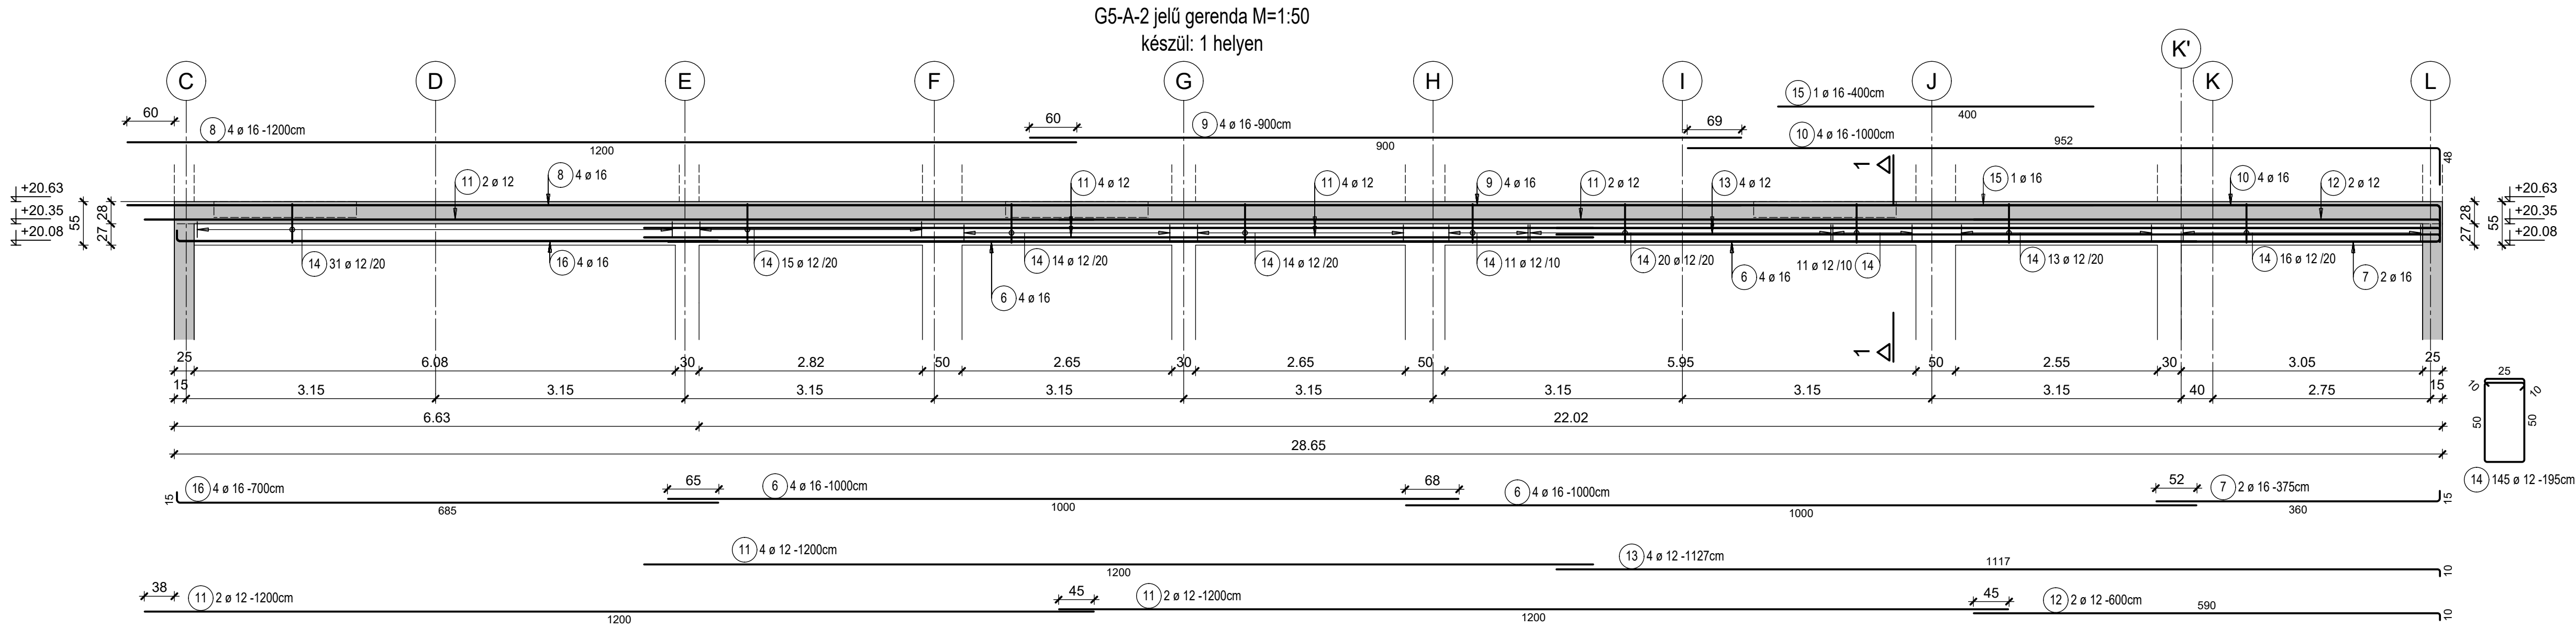 G5-A-2 jelű gerenda M=1:50
készül: 1 helyen
C D E F G H I J K' K L
15 1 ø 16 -400cm
400
60
8 4 ø 16 -1200cm
1200
60
9 4 ø 16 -900cm
900
69
10 4 ø 16 -1000cm
952
48
1
11 2 ø 12
8 4 ø 16
11 4 ø 12
11 4 ø 12
9 4 ø 16
11 2 ø 12
13 4 ø 12
15 1 ø 16
10 4 ø 16
12 2 ø 12
+20.63
+20.35
+20.08
55
28
27
+20.63
+20.35
+20.08
28
27
55
14 31 ø 12 /20
16 4 ø 16
14 15 ø 12 /20
6 4 ø 16
14 14 ø 12 /20
14 14 ø 12 /20
14 11 ø 12 /10
14 20 ø 12 /20
6 4 ø 16
11 ø 12 /10 14
14 13 ø 12 /20
14 16 ø 12 /20
7 2 ø 16
1
25 6.08 30 2.82 50 2.65 30 2.65 50 5.95 50 2.55 30 3.05 25
15 3.15 3.15 3.15 3.15 3.15 3.15 3.15 3.15 40 2.75 15
6.63 22.02
28.65
25
10
10
50
50
14 145 ø 12 -195cm
15
16 4 ø 16 -700cm
685
65
6 4 ø 16 -1000cm
1000
68
6 4 ø 16 -1000cm
1000
52
7 2 ø 16 -375cm
360
15
11 4 ø 12 -1200cm
1200
13 4 ø 12 -1127cm
1117
10
38
11 2 ø 12 -1200cm
1200
45
11 2 ø 12 -1200cm
1200
45
12 2 ø 12 -600cm
590
10